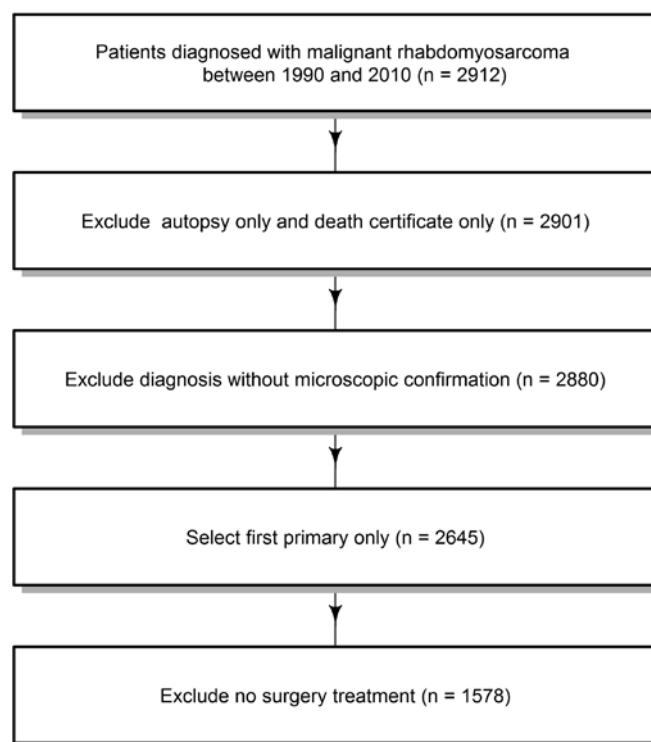 Patients diagnosed with malignant rhabdomyosarcoma
between 1990 and 2010 (n = 2912)
Exclude autopsy only and death certificate only (n = 2901)
Exclude diagnosis without microscopic confirmation (n = 2880)
Select first primary only (n = 2645)
Exclude no surgery treatment (n = 1578)